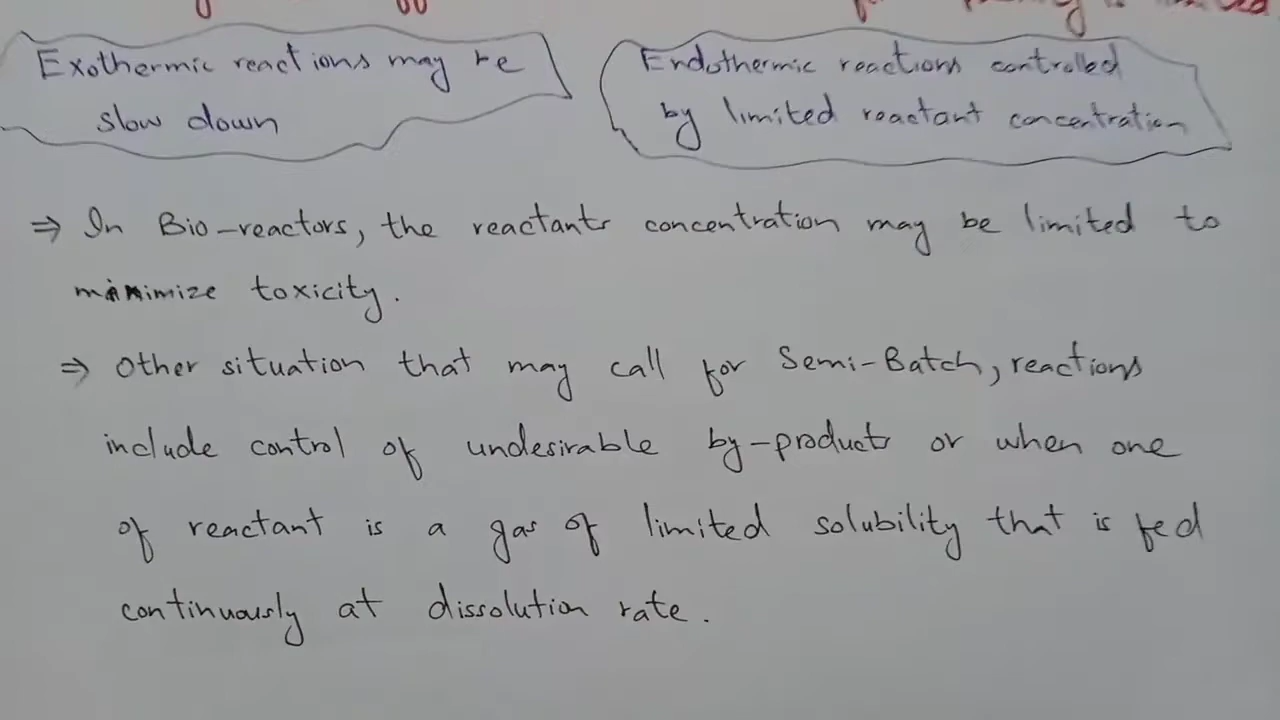 Exothermic reactions may be
slow down
Endothermic reactions controlled
by limited reactant concentration
⇒ In Bio-reactors, the reactants concentration may be limited to
minimize toxicity.
⇒ Other situation that may call for Semi-Batch, reactions
include control of undesirable by-products or when one
of reactant is a gas of limited solubility that is fed
continuously at dissolution rate.